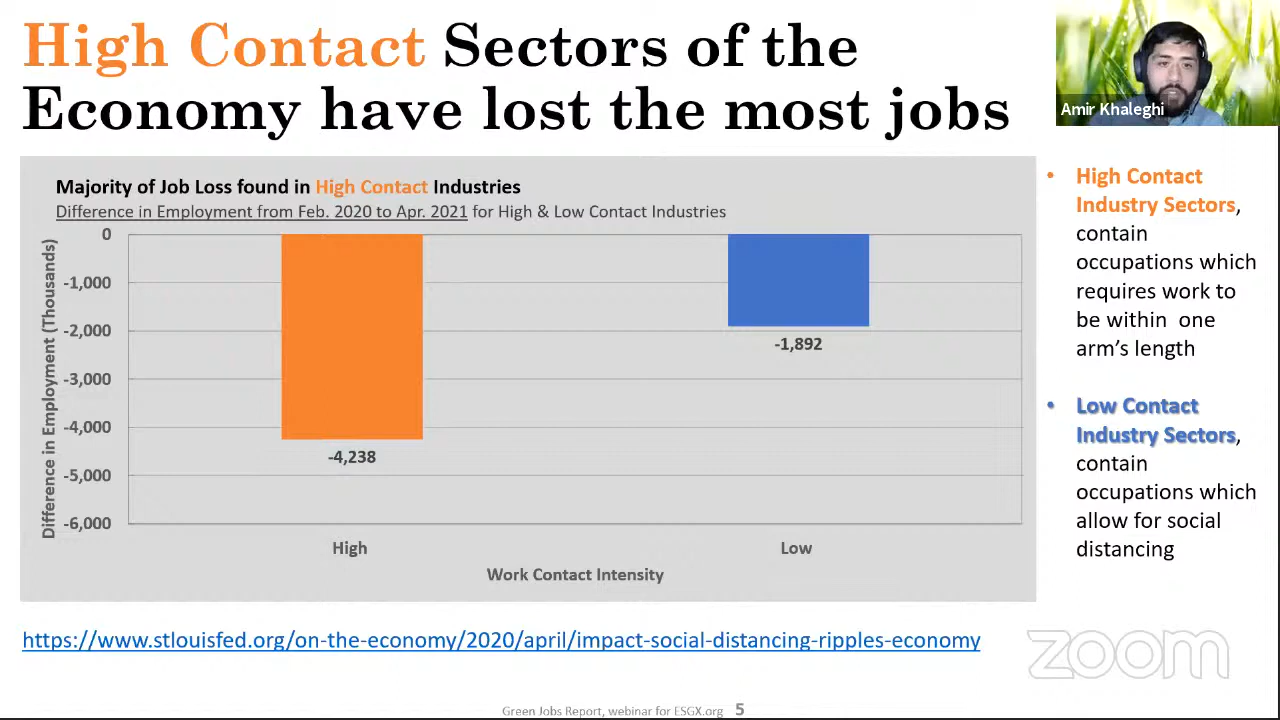 High Contact Sectors of the
Economy have lost the most jobs
Amir Khaleghi
Majority of Job Loss found in High Contact Industries
Difference in Employment from Feb. 2020 to Apr. 2021 for High & Low Contact Industries
Difference in Employment (Thousands)
0
-1,000
-2,000
-3,000
-4,000
-5,000
-6,000
-4,238
-1,892
High
Low
Work Contact Intensity
• High Contact
Industry Sectors,
contain
occupations which
requires work to
be within one
arm's length
• Low Contact
Industry Sectors,
contain
occupations which
allow for social
distancing
https://www.stlouisfed.org/on-the-economy/2020/april/impact-social-distancing-ripples-economy
zoom
Green Jobs Report, webinar for ESGX.org 5